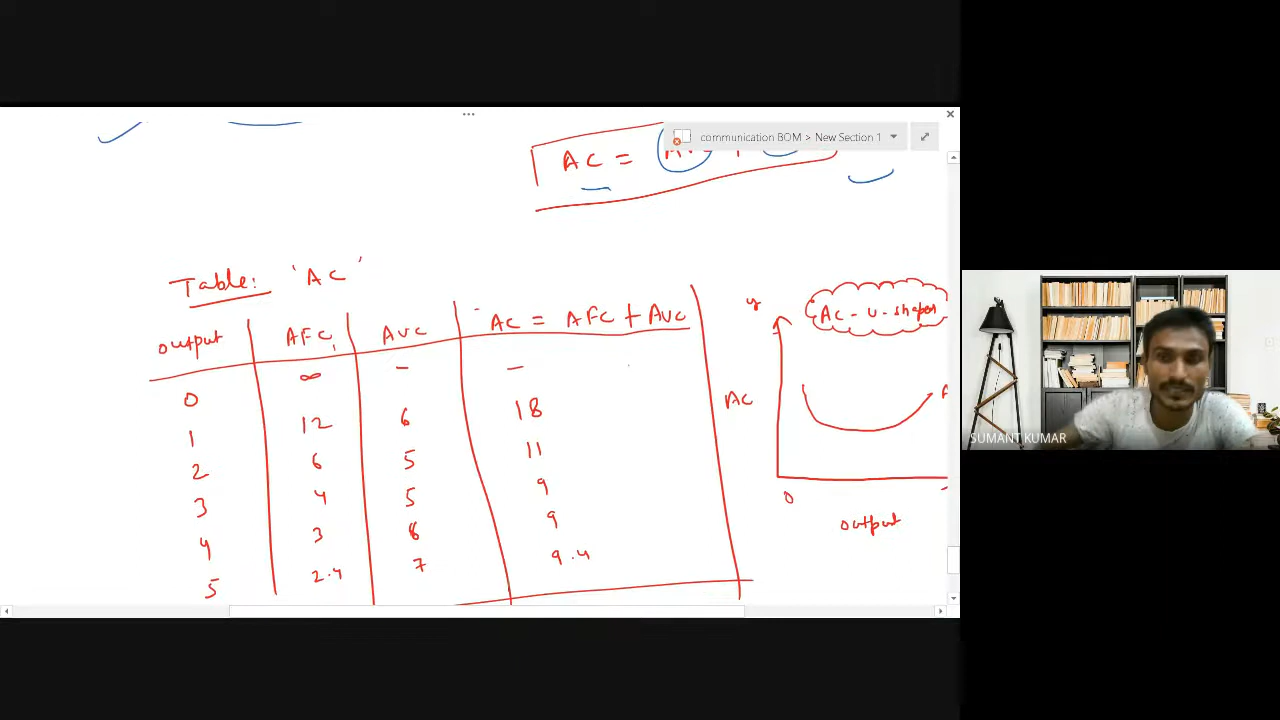 ...
communication BOM > New Section 1
AC =
Table: 'AC'
output AFC AVC AC = AFC + AVC
0 ∞ - -
1 12 6 18
2 6 5 11
3 4 5 9
4 3 6 9
5 2.4 7 9.4
y
AC - U - shapes
AC
0
output
SUMANT KUMAR